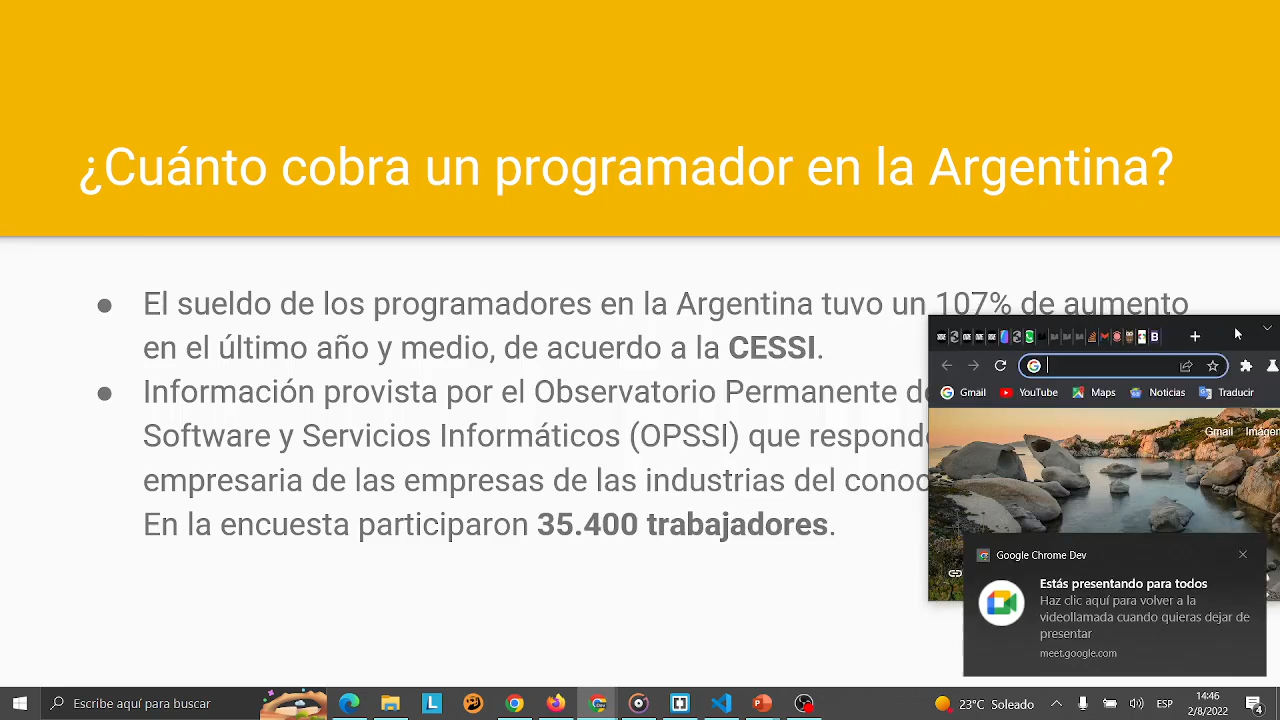 ¿Cuánto cobra un programador en la Argentina?
● El sueldo de los programadores en la Argentina tuvo un 107% de aumento
en el último año y medio, de acuerdo a la CESSI.
● Información provista por el Observatorio Permanente
Software y Servicios Informáticos (OPSSI) que
empresaria de las empresas de las industrias del
En la encuesta participaron 35.400 trabajadores.
Gmail YouTube Maps Noticias Traducir
Gmail
Google Chrome Dev
Estás presentando para todos
Haz clic aquí para volver a la
videollamada cuando quieras dejar de
presentar
meet.google.com
Escribe aquí para buscar
23°C Soleado
ESP
14:46
2/8/2022